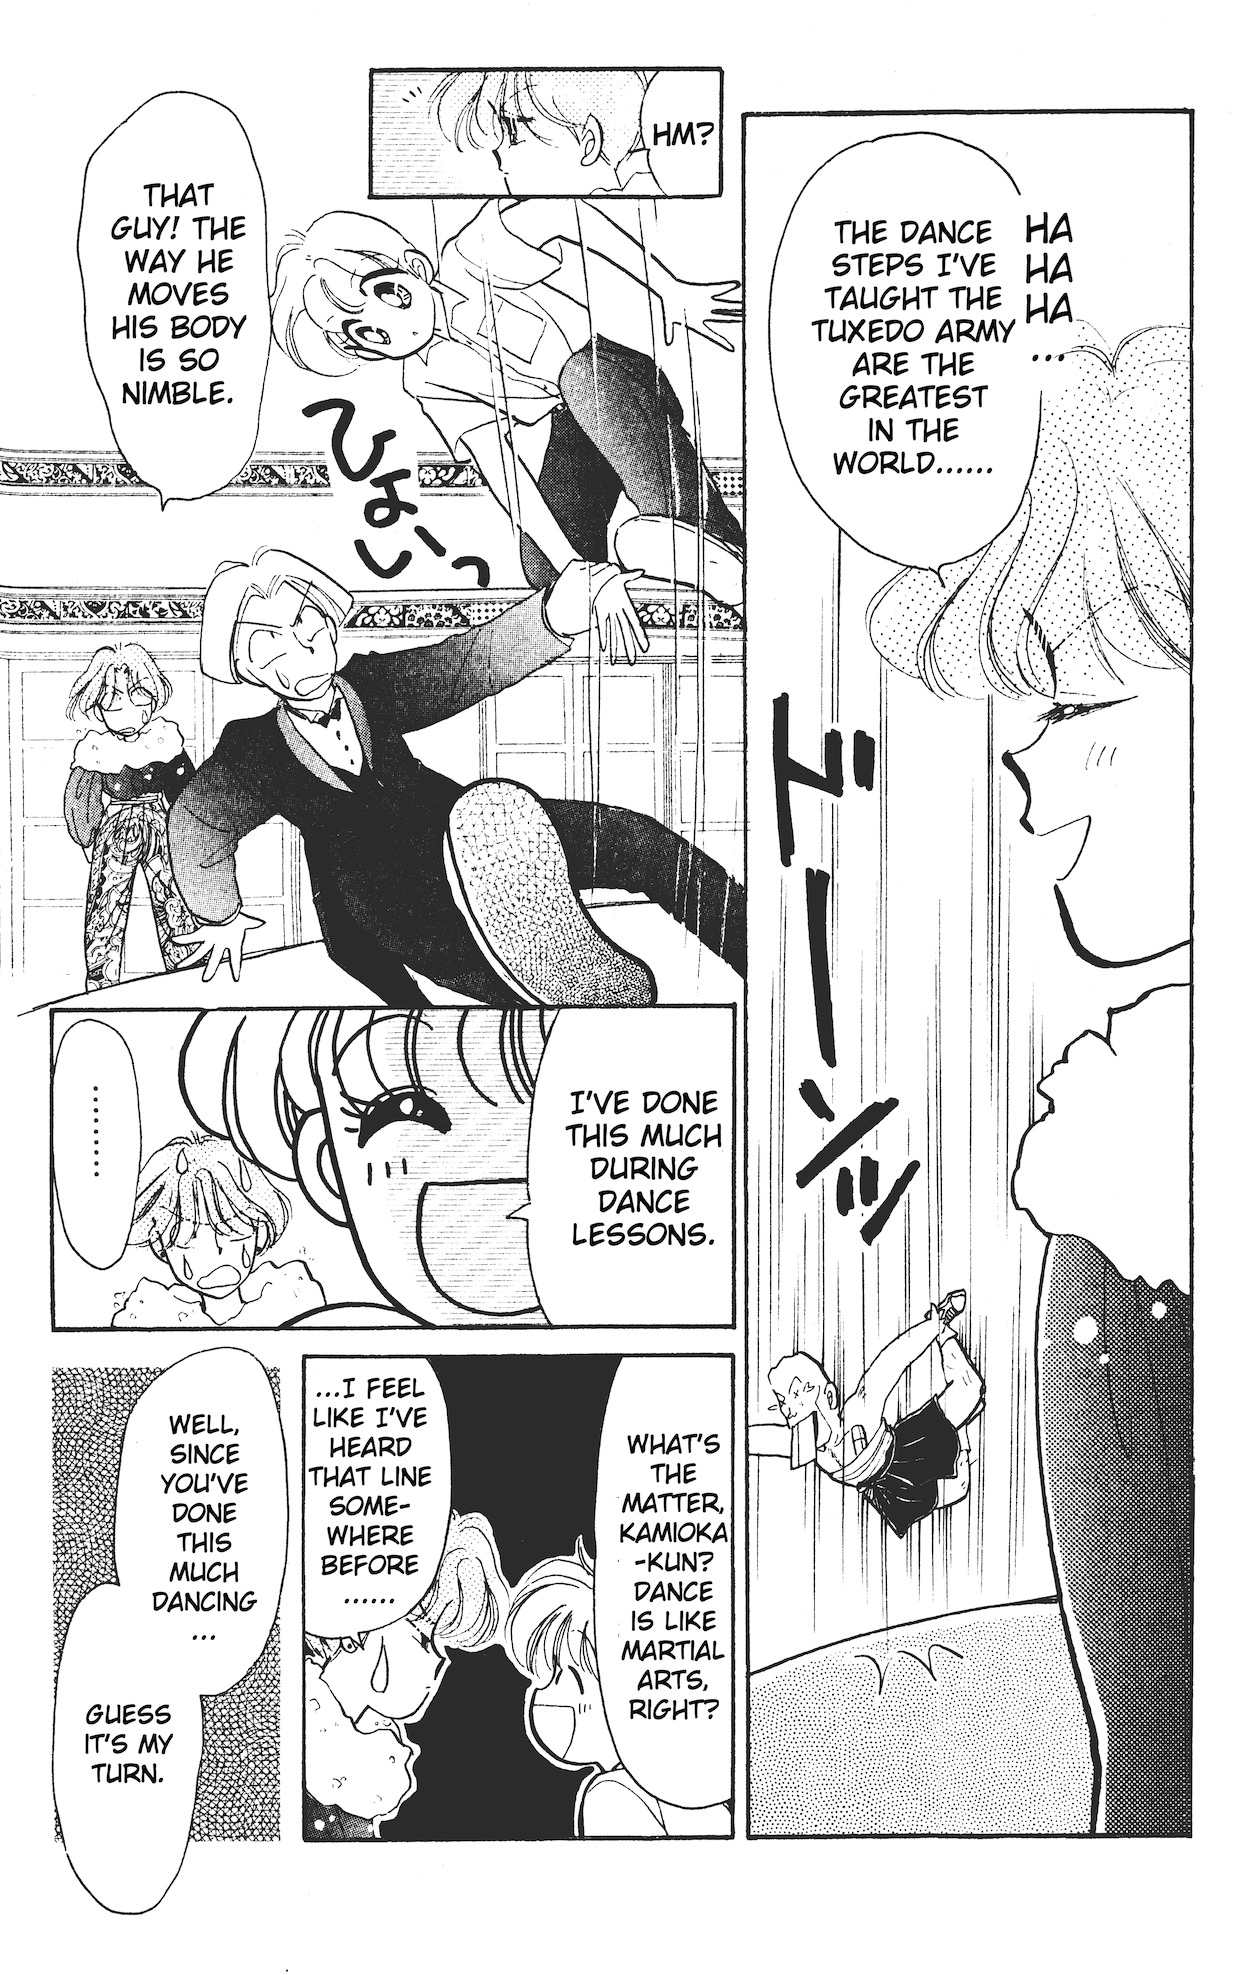 HA
HA
HA
...
THE DANCE
STEPS I'VE
TAUGHT THE
TUXEDO ARMY
ARE THE
GREATEST
IN THE
WORLD......
ドーンッ
HM?
THAT
GUY! THE
WAY HE
MOVES
HIS BODY
IS SO
NIMBLE.
ひょいっ
I'VE DONE
THIS MUCH
DURING
DANCE
LESSONS.
.........
WHAT'S
THE
MATTER,
KAMIOKA
-KUN?
DANCE
IS LIKE
MARTIAL
ARTS,
RIGHT?
...I FEEL
LIKE I'VE
HEARD
THAT LINE
SOME-
WHERE
BEFORE
......
WELL,
SINCE
YOU'VE
DONE
THIS
MUCH
DANCING
...
GUESS
IT'S MY
TURN.